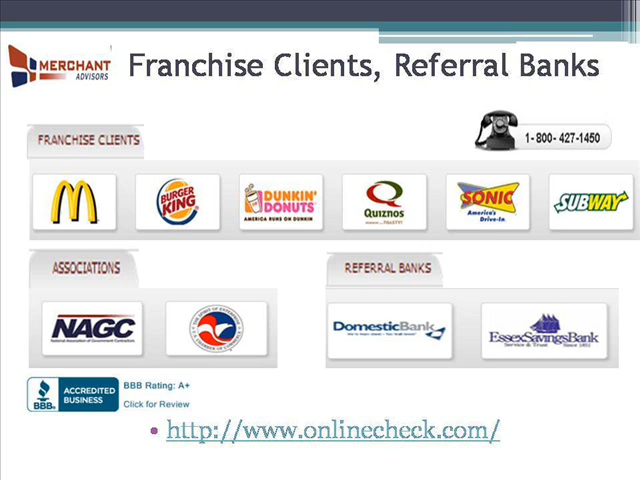 MERCHANT
ADVISORS
Franchise Clients, Referral Banks
1-800-427-1450
FRANCHISE CLIENTS
BURGER
KING
DUNKIN'
DONUTS
AMERICA RUNS ON DUNKIN
QUIZNOS
SONIC
America's
Drive-In
SUBWAY
ASSOCIATIONS
REFERRAL BANKS
NAGC
National Association of Government Contractors
DomesticBank
EssexSavingsBank
Service & Trust Since 1851
BBB.
ACCREDITED
BUSINESS
BBB Rating: A+
Click for Review
• http://www.onlinecheck.com/